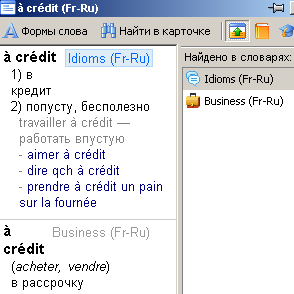 à crédit (Fr-Ru)
Формы слова Найти в карточке
à crédit Idioms (Fr-Ru)
1) в
кредит
2) попусту, бесполезно
travailler à crédit —
работать впустую
- aimer à crédit
- dire qch à crédit
- prendre à crédit un pain
sur la fournée
à Business (Fr-Ru)
crédit
(acheter, vendre)
в рассрочку
Найдено в словарях:
Idioms (Fr-Ru)
Business (Fr-Ru)